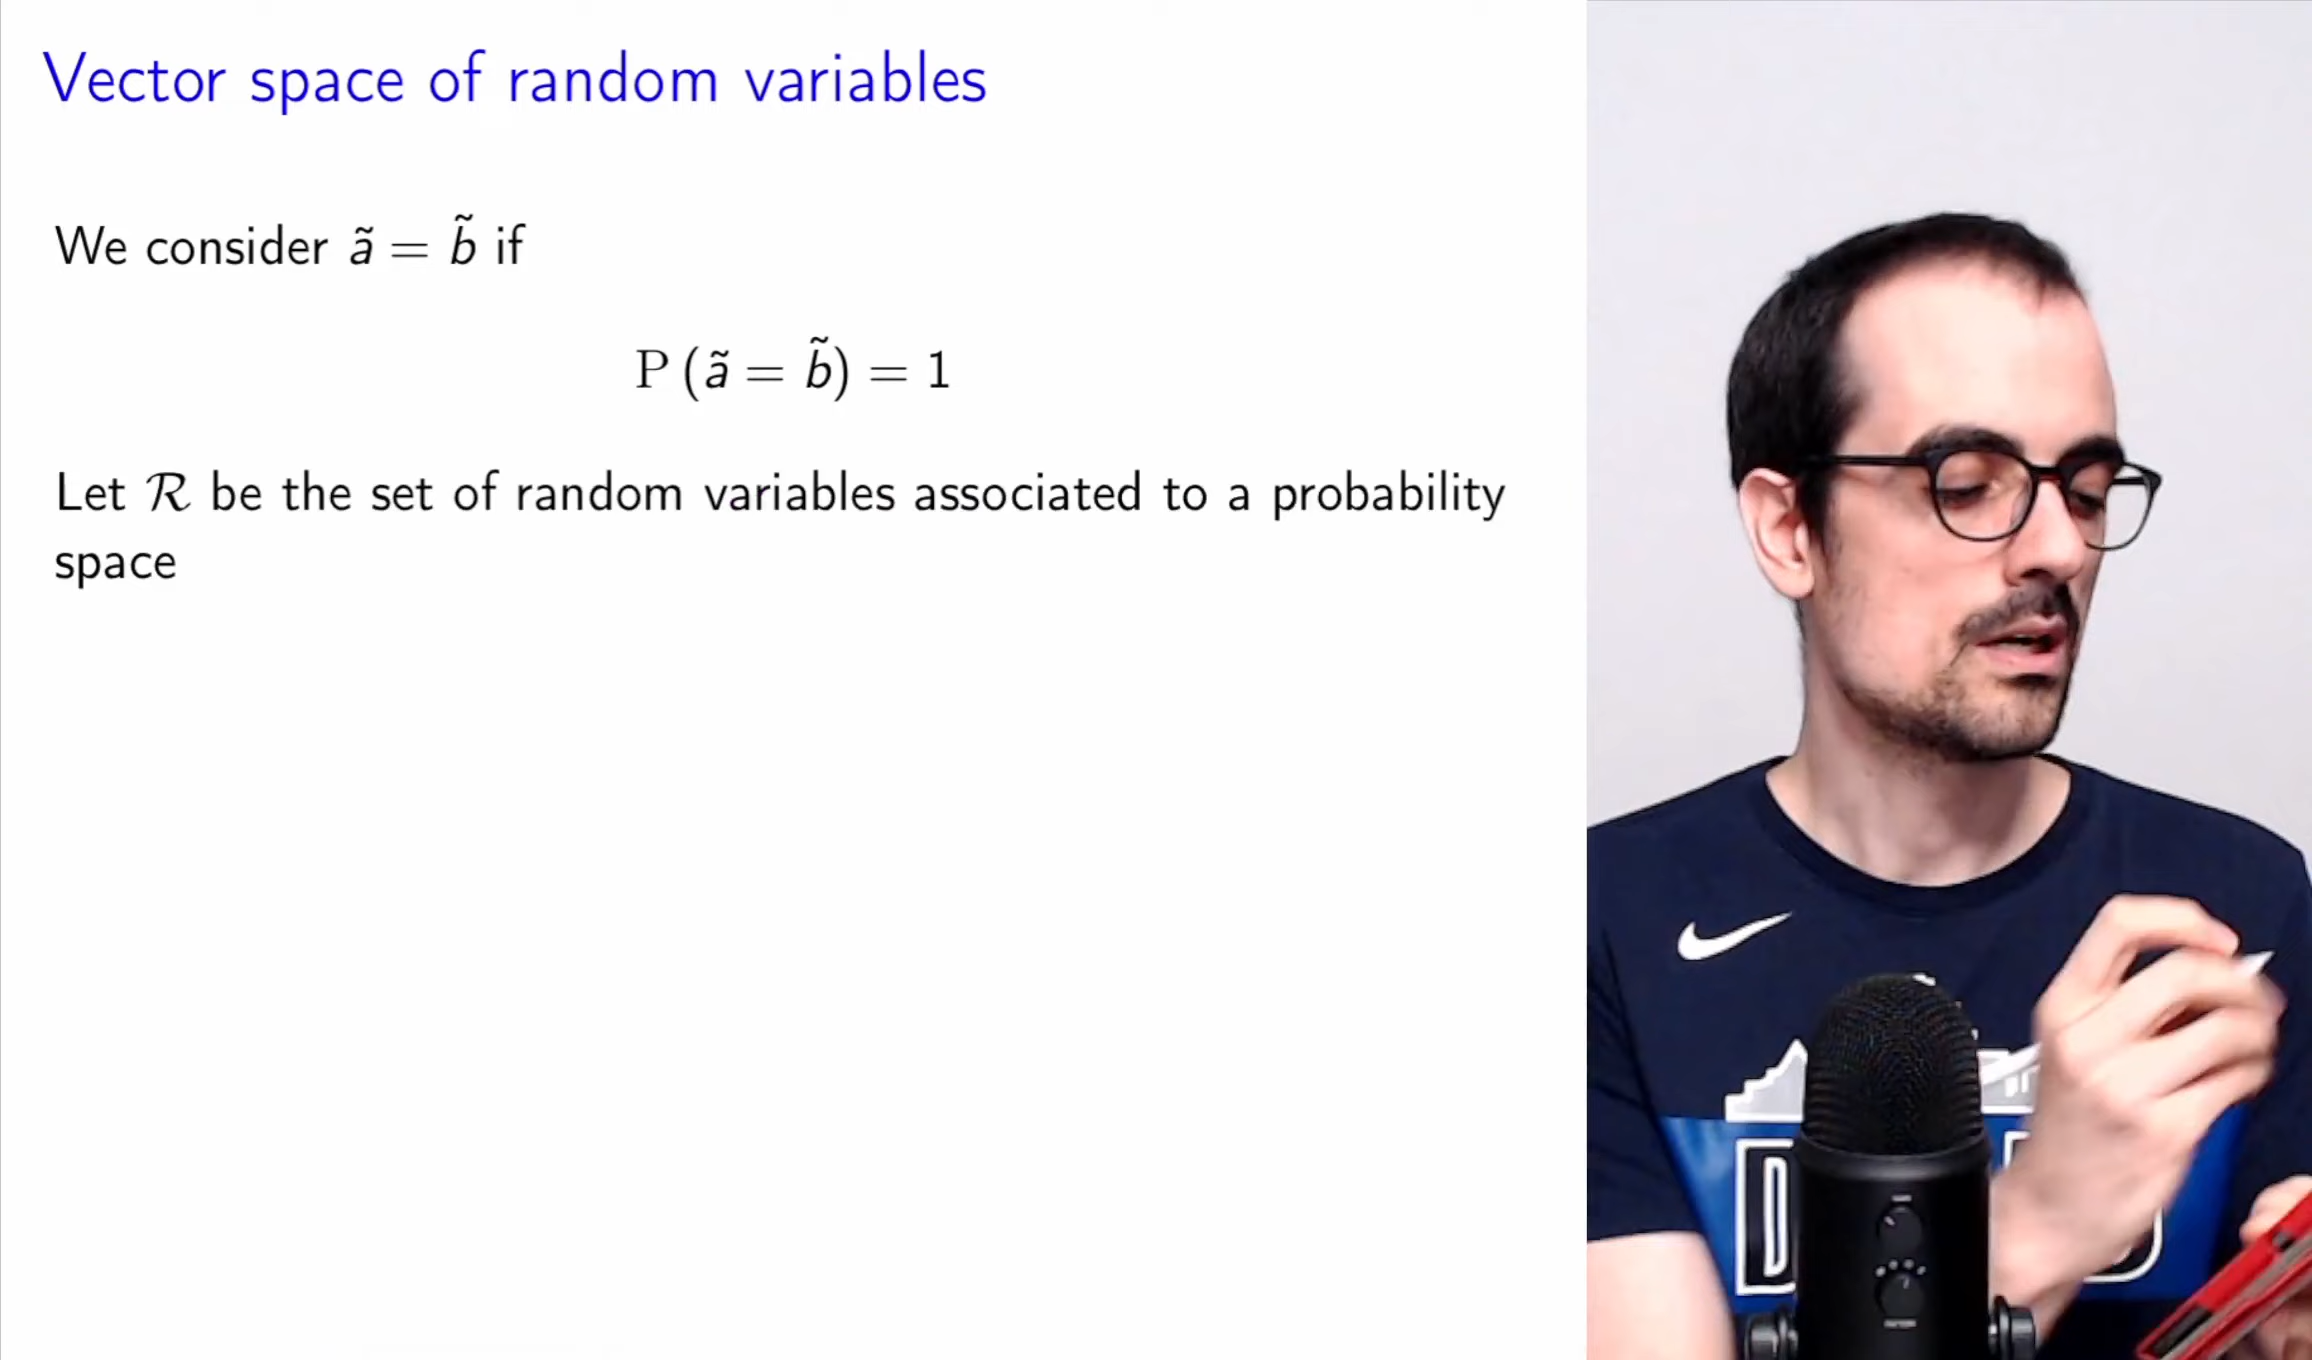 Vector space of random variables
We consider ã = b̃ if
P (ã = b̃) = 1
Let ℛ be the set of random variables associated to a probability
space